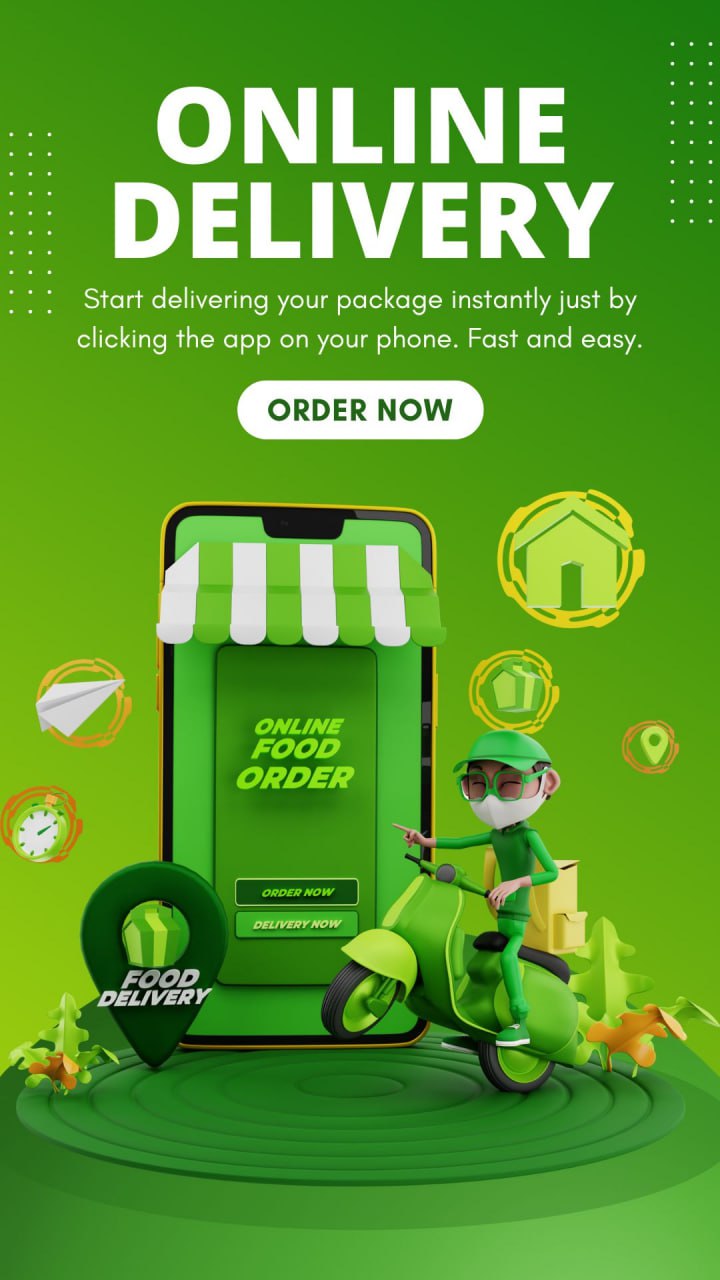 ONLINE
DELIVERY
Start delivering your package instantly just by
clicking the app on your phone. Fast and easy.
ORDER NOW
ONLINE
FOOD
ORDER
ORDER NOW
DELIVERY NOW
FOOD
DELIVERY